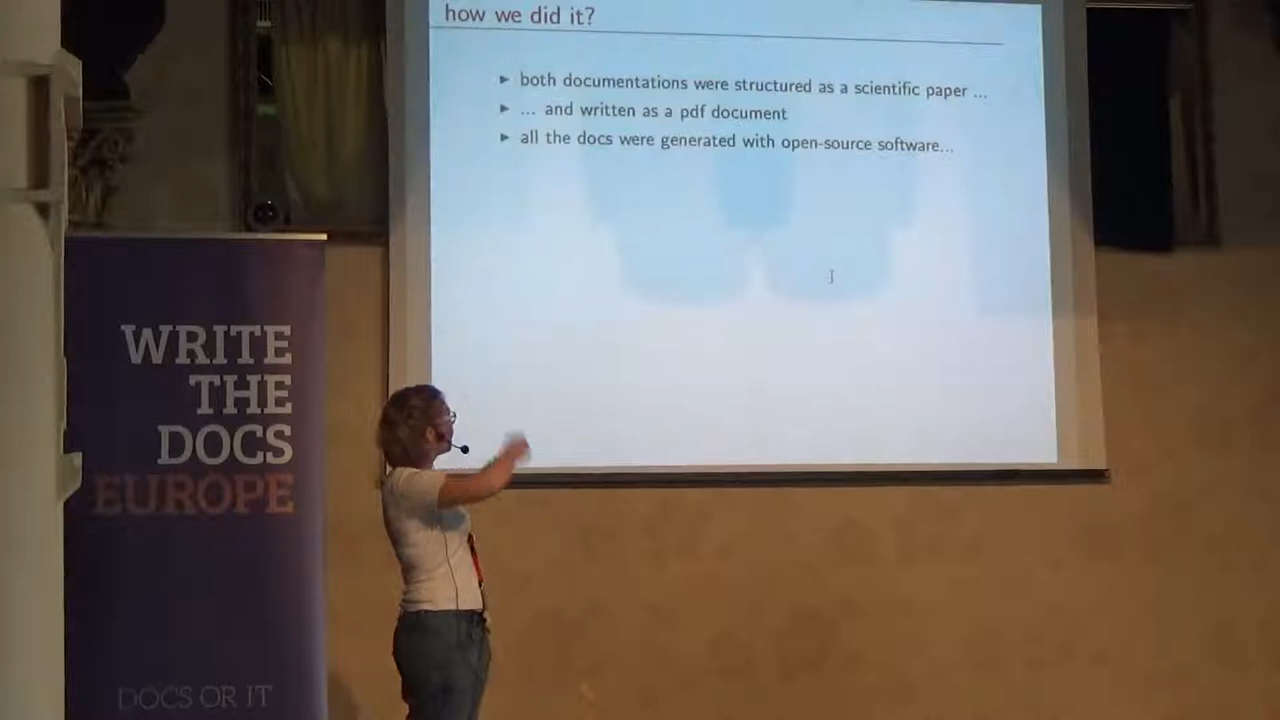 how we did it?
► both documentations were structured as a scientific paper ...
► ... and written as a pdf document
► all the docs were generated with open-source software...
WRITE
THE
DOCS
EUROPE
DOCS OR IT